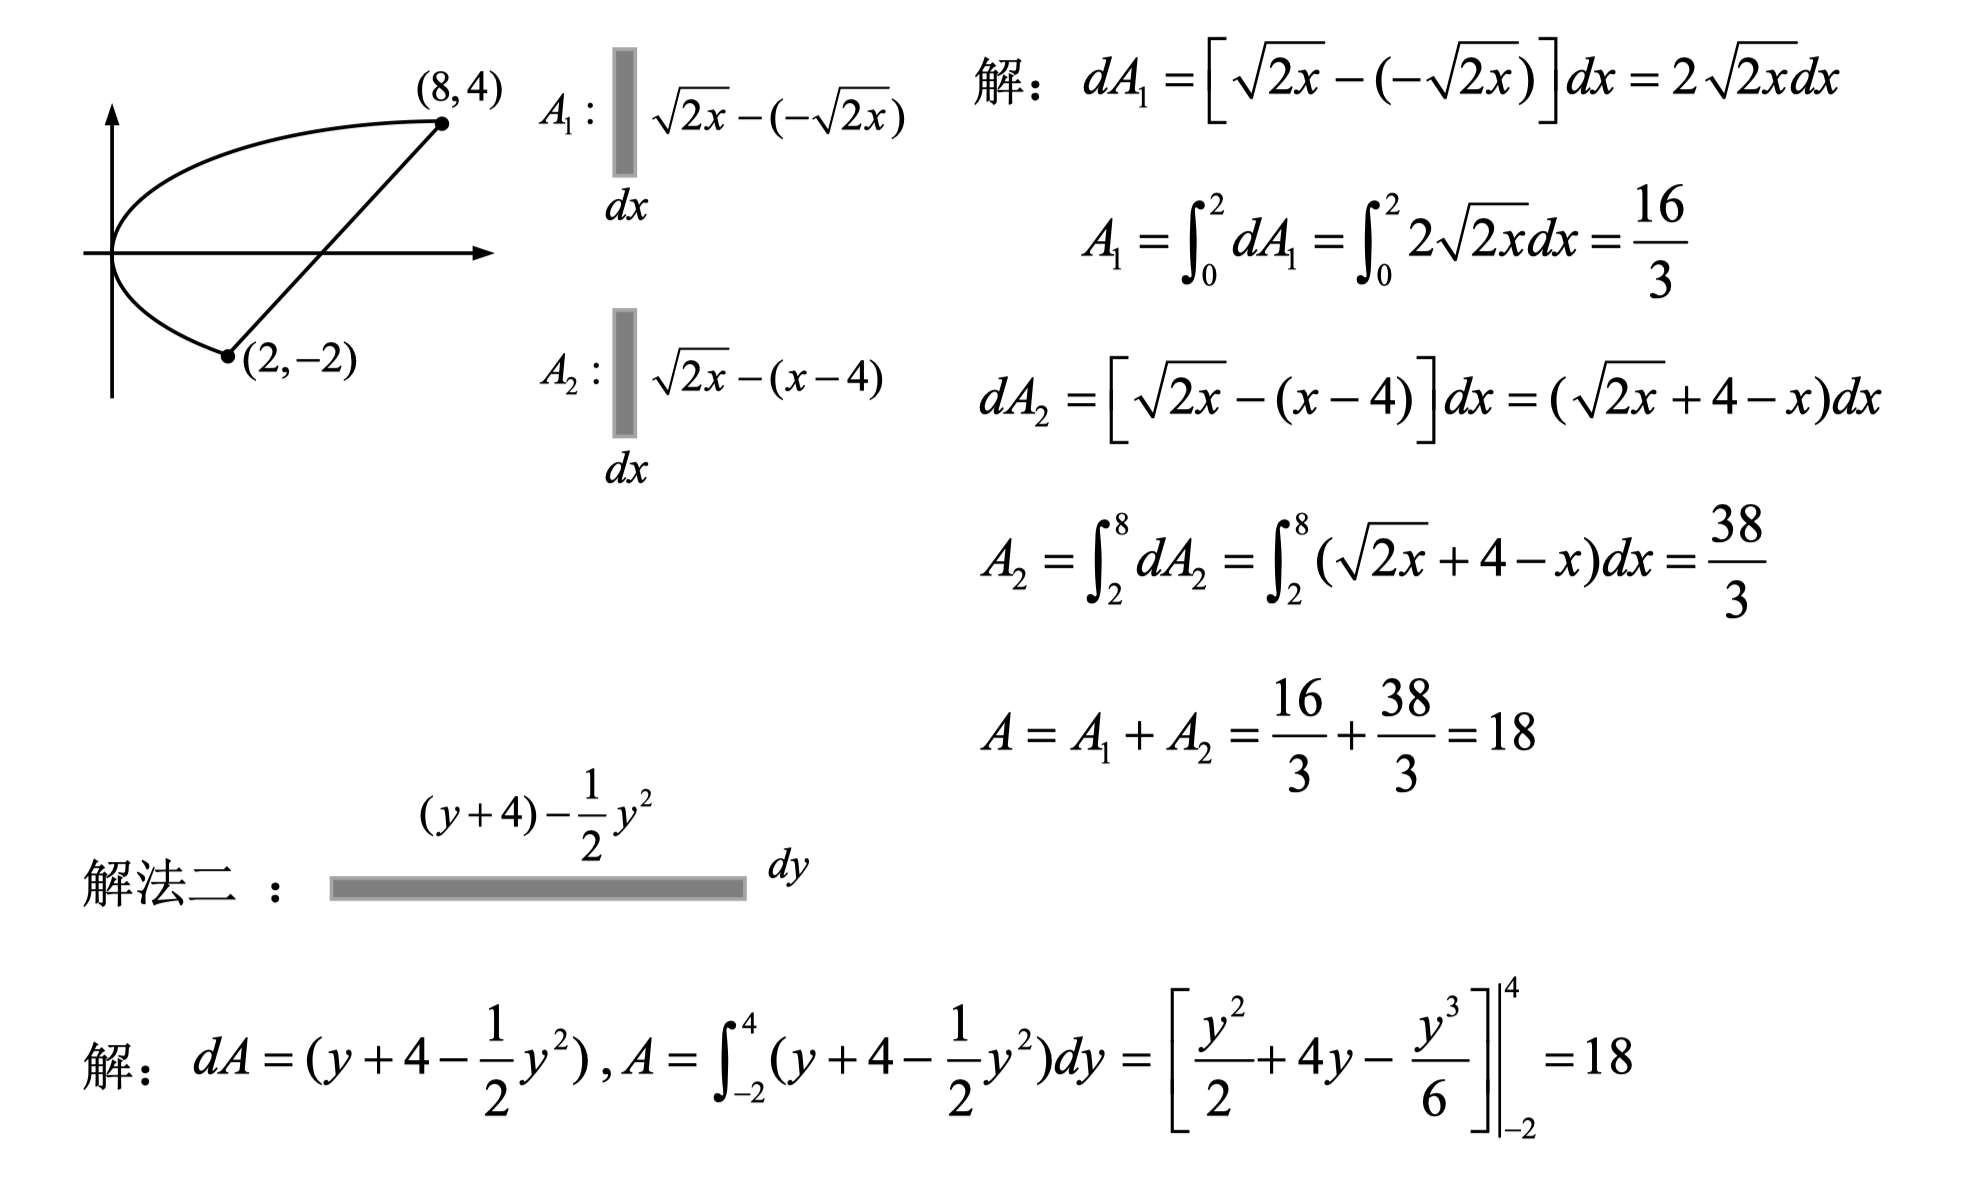 (8,4)
(2,−2)
A₁ : √(2x) − (−√(2x))
dx
A₂ : √(2x) − (x − 4)
dx
解： dA₁ = [√(2x) − (−√(2x))]dx = 2√(2x)dx
A₁ = ∫₀² dA₁ = ∫₀² 2√(2x)dx = 16/3
dA₂ = [√(2x) − (x − 4)]dx = (√(2x) + 4 − x)dx
A₂ = ∫₂⁸ dA₂ = ∫₂⁸ (√(2x) + 4 − x)dx = 38/3
A = A₁ + A₂ = 16/3 + 38/3 = 18
(y + 4) − 1/2 y²
解法二 ： dy
解： dA = (y + 4 − 1/2 y²) , A = ∫₋₂⁴ (y + 4 − 1/2 y²)dy = [y²/2 + 4y − y³/6]|₋₂⁴ = 18